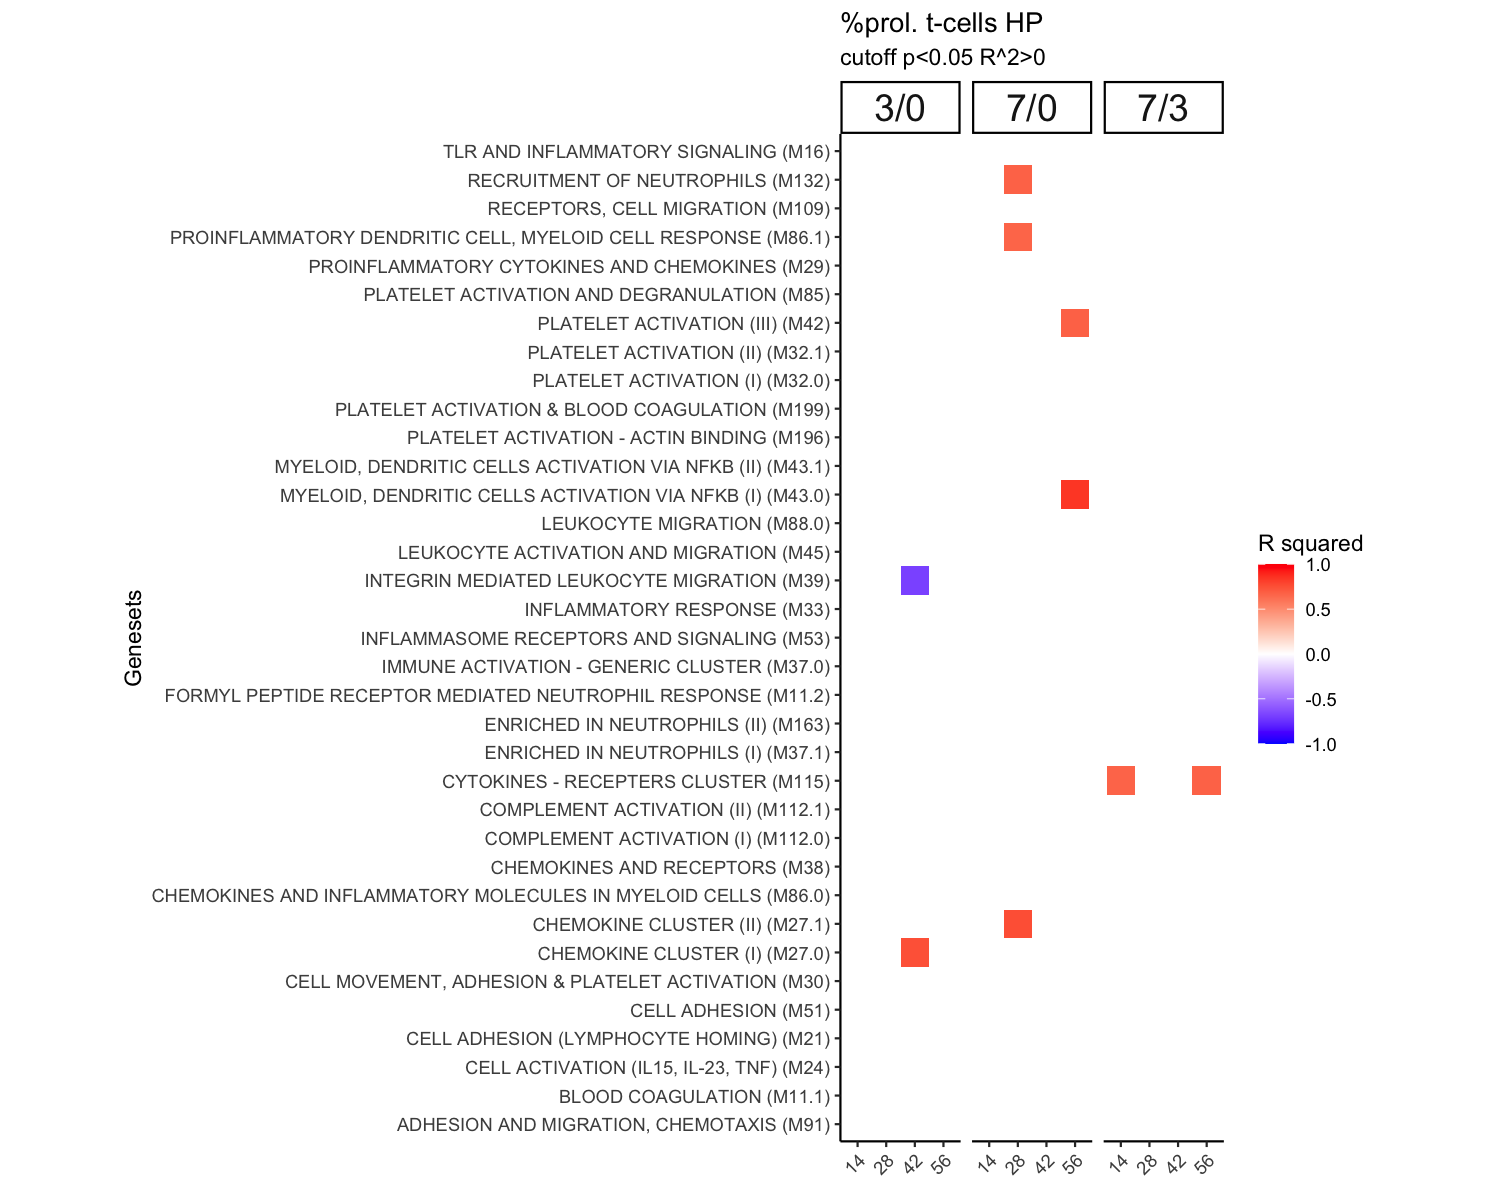 %prol. t-cells HP
cutoff p<0.05 R^2>0
3/0 7/0 7/3
TLR AND INFLAMMATORY SIGNALING (M16)
RECRUITMENT OF NEUTROPHILS (M132)
RECEPTORS, CELL MIGRATION (M109)
PROINFLAMMATORY DENDRITIC CELL, MYELOID CELL RESPONSE (M86.1)
PROINFLAMMATORY CYTOKINES AND CHEMOKINES (M29)
PLATELET ACTIVATION AND DEGRANULATION (M85)
PLATELET ACTIVATION (III) (M42)
PLATELET ACTIVATION (II) (M32.1)
PLATELET ACTIVATION (I) (M32.0)
PLATELET ACTIVATION & BLOOD COAGULATION (M199)
PLATELET ACTIVATION - ACTIN BINDING (M196)
MYELOID, DENDRITIC CELLS ACTIVATION VIA NFKB (II) (M43.1)
MYELOID, DENDRITIC CELLS ACTIVATION VIA NFKB (I) (M43.0)
LEUKOCYTE MIGRATION (M88.0)
LEUKOCYTE ACTIVATION AND MIGRATION (M45)
INTEGRIN MEDIATED LEUKOCYTE MIGRATION (M39)
INFLAMMATORY RESPONSE (M33)
INFLAMMASOME RECEPTORS AND SIGNALING (M53)
IMMUNE ACTIVATION - GENERIC CLUSTER (M37.0)
FORMYL PEPTIDE RECEPTOR MEDIATED NEUTROPHIL RESPONSE (M11.2)
ENRICHED IN NEUTROPHILS (II) (M163)
ENRICHED IN NEUTROPHILS (I) (M37.1)
CYTOKINES - RECEPTERS CLUSTER (M115)
COMPLEMENT ACTIVATION (II) (M112.1)
COMPLEMENT ACTIVATION (I) (M112.0)
CHEMOKINES AND RECEPTORS (M38)
CHEMOKINES AND INFLAMMATORY MOLECULES IN MYELOID CELLS (M86.0)
CHEMOKINE CLUSTER (II) (M27.1)
CHEMOKINE CLUSTER (I) (M27.0)
CELL MOVEMENT, ADHESION & PLATELET ACTIVATION (M30)
CELL ADHESION (M51)
CELL ADHESION (LYMPHOCYTE HOMING) (M21)
CELL ACTIVATION (IL15, IL-23, TNF) (M24)
BLOOD COAGULATION (M11.1)
ADHESION AND MIGRATION, CHEMOTAXIS (M91)
Genesets
14 28 42 56 14 28 42 56 14 28 42 56
R squared
1.0
0.5
0.0
-0.5
-1.0